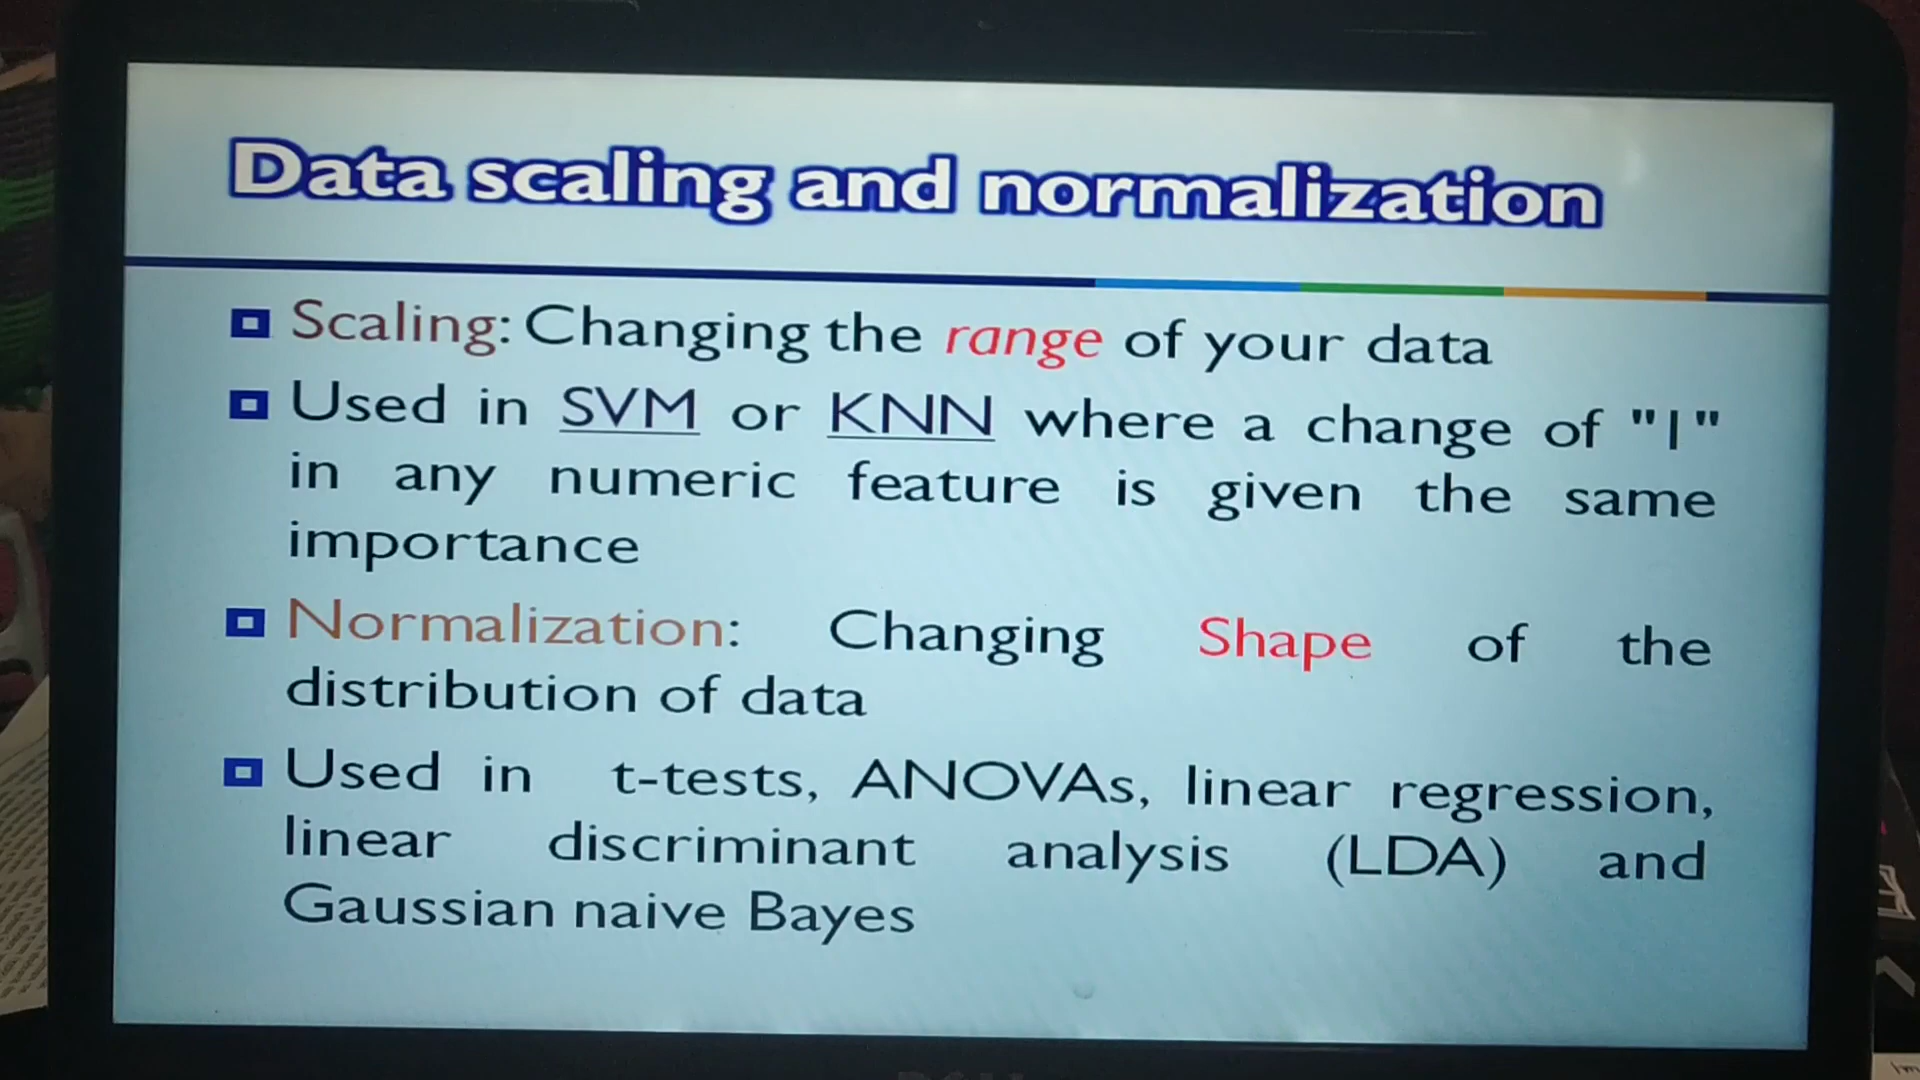 Data scaling and normalization
Scaling: Changing the range of your data
Used in SVM or KNN where a change of "1"
in any numeric feature is given the same
importance
Normalization: Changing Shape of the
distribution of data
Used in t-tests, ANOVAs, linear regression,
linear discriminant analysis (LDA) and
Gaussian naive Bayes